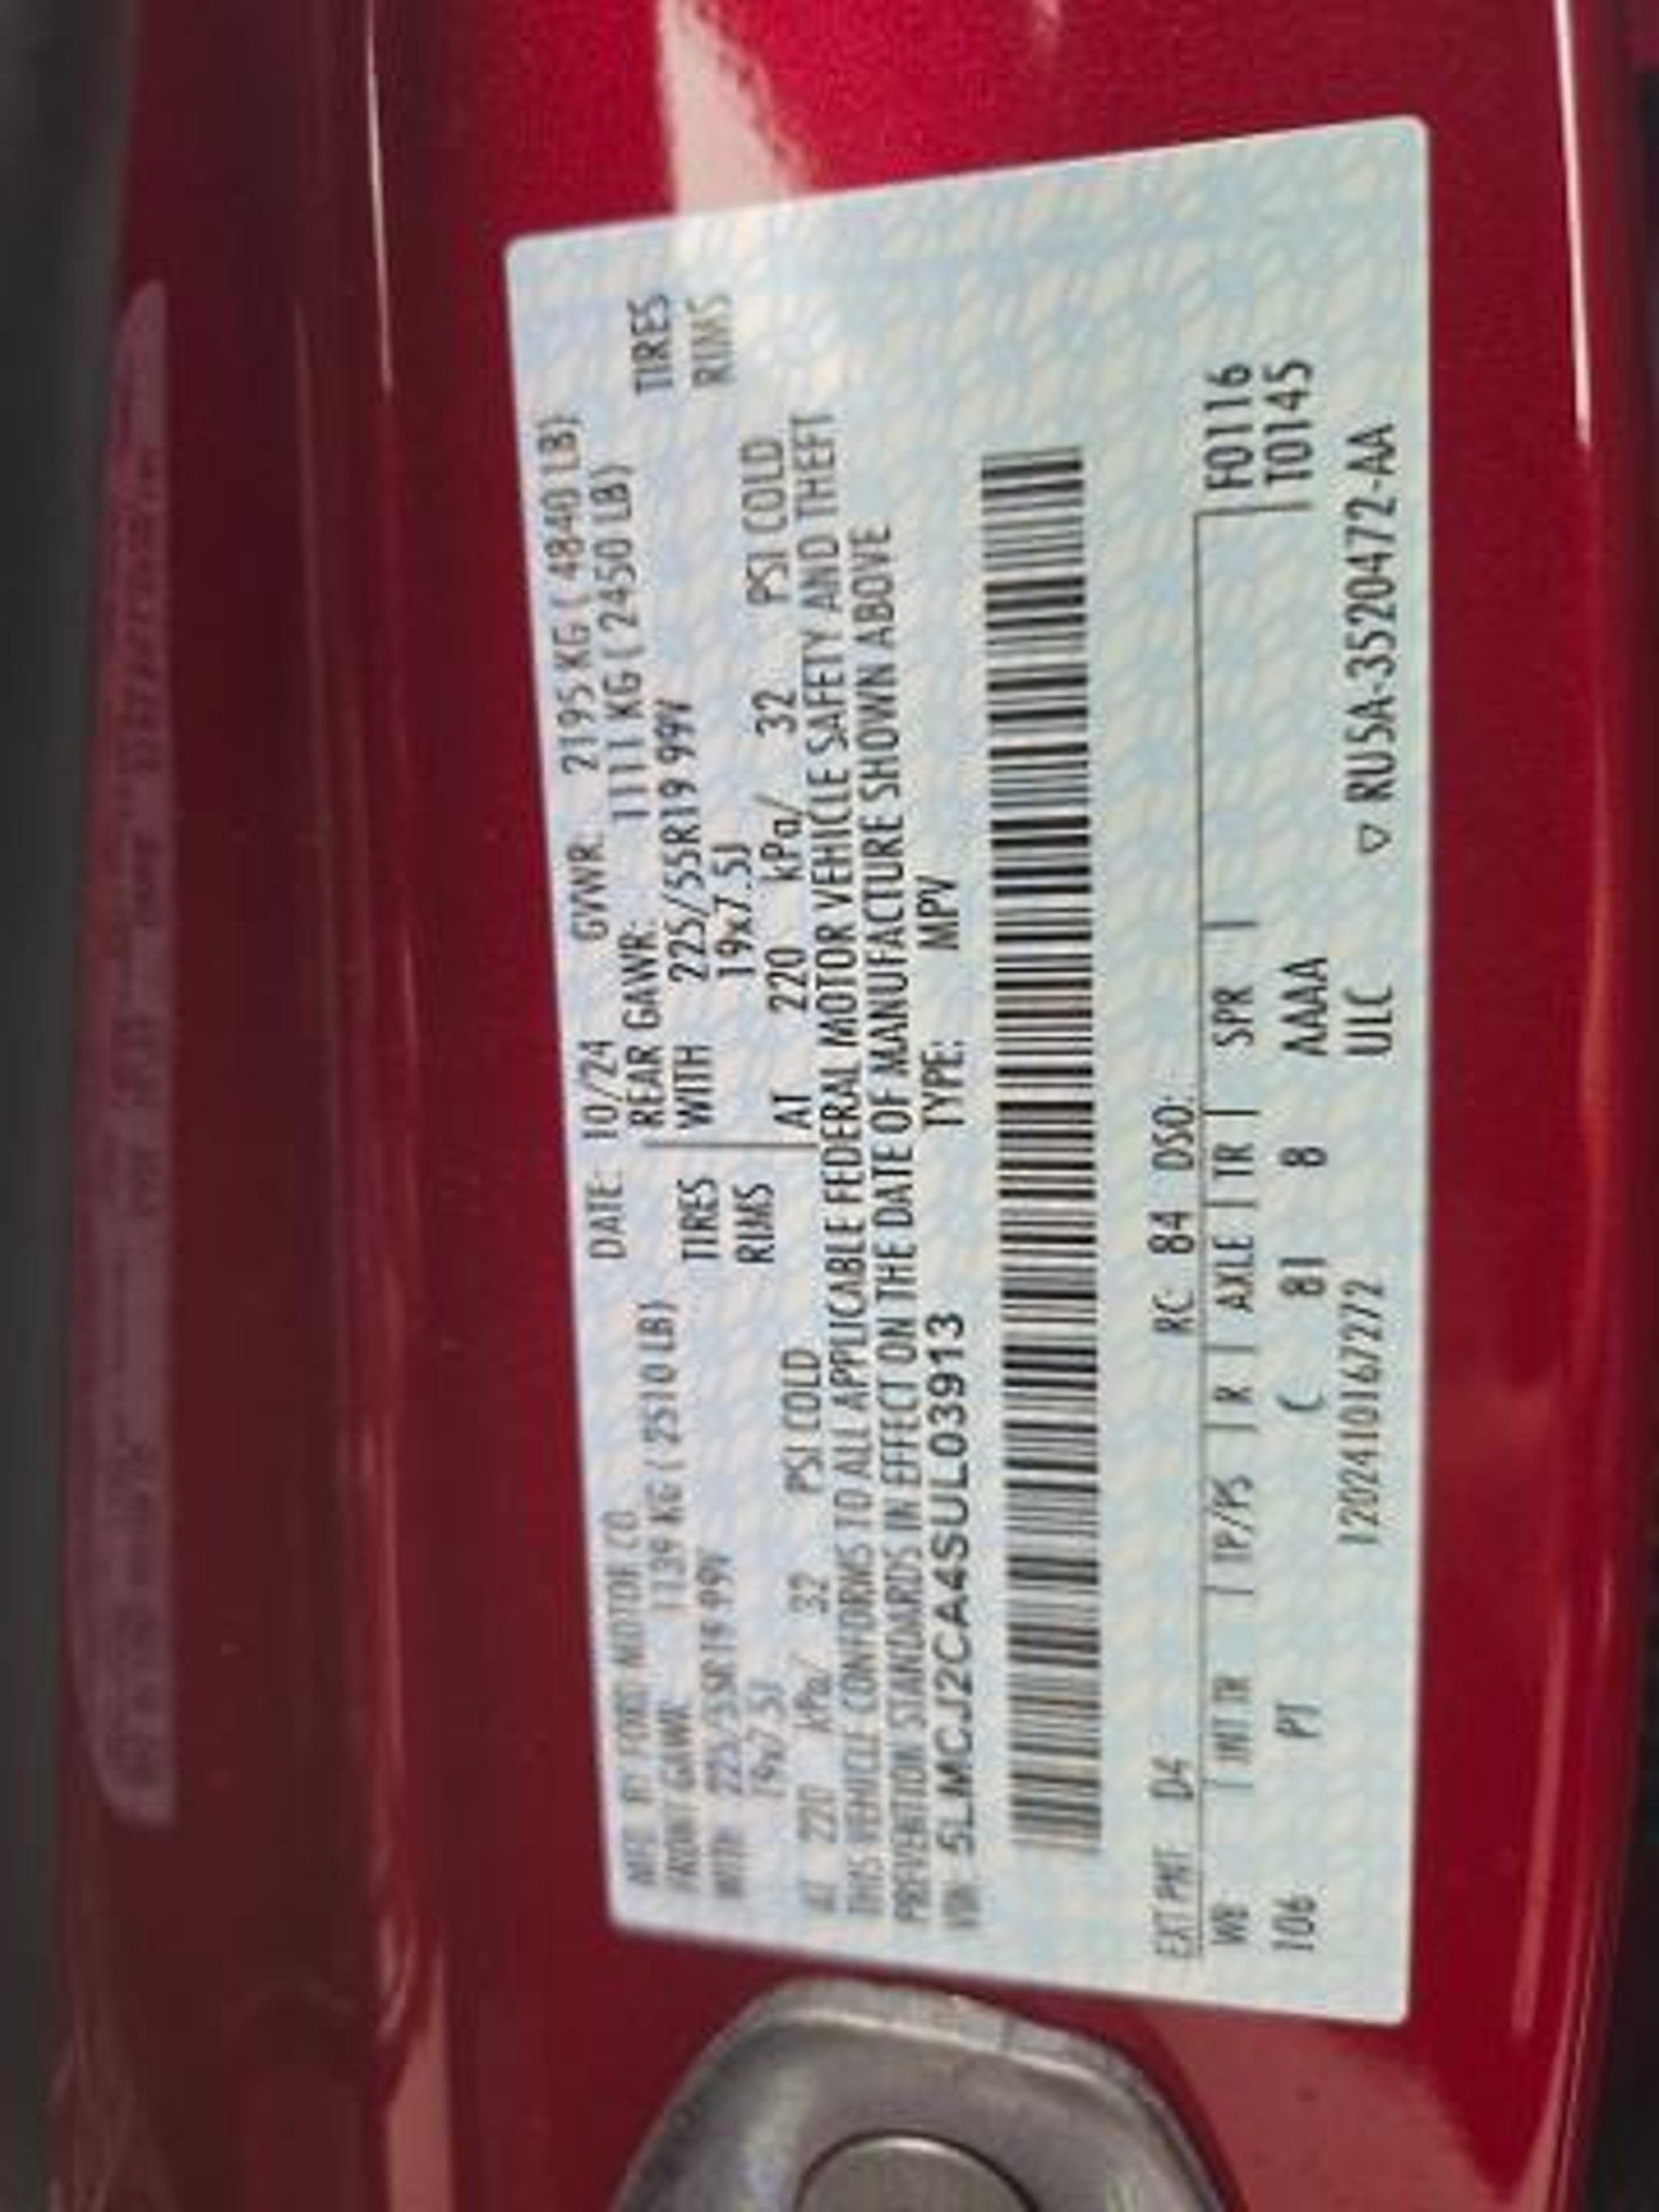 MFD. BY FORD MOTOR CO. DATE: 10/24 GVWR: 2195 KG ( 4840 LB)
FRONT GAWR: 1139 KG ( 2510 LB) REAR GAWR: 1111 KG ( 2450 LB)
WITH 225/55R19 99V TIRES WITH 225/55R19 99V TIRES
19x7.5J RIMS 19x7.5J RIMS
AT 220 kPa/ 32 PSI COLD AT 220 kPa/ 32 PSI COLD
THIS VEHICLE CONFORMS TO ALL APPLICABLE FEDERAL MOTOR VEHICLE SAFETY AND THEFT
PREVENTION STANDARDS IN EFFECT ON THE DATE OF MANUFACTURE SHOWN ABOVE
VIN: 5LMCJ2CA4SUL03913 TYPE: MPV
EXT PNT: D4 RC: 84 DSO:
WB INT TR TP/PS R AXLE TR SPR F0116
106 PT C 81 8 AAAA T0145
1202410167272 ULC ▽ RU5A-3520472-AA